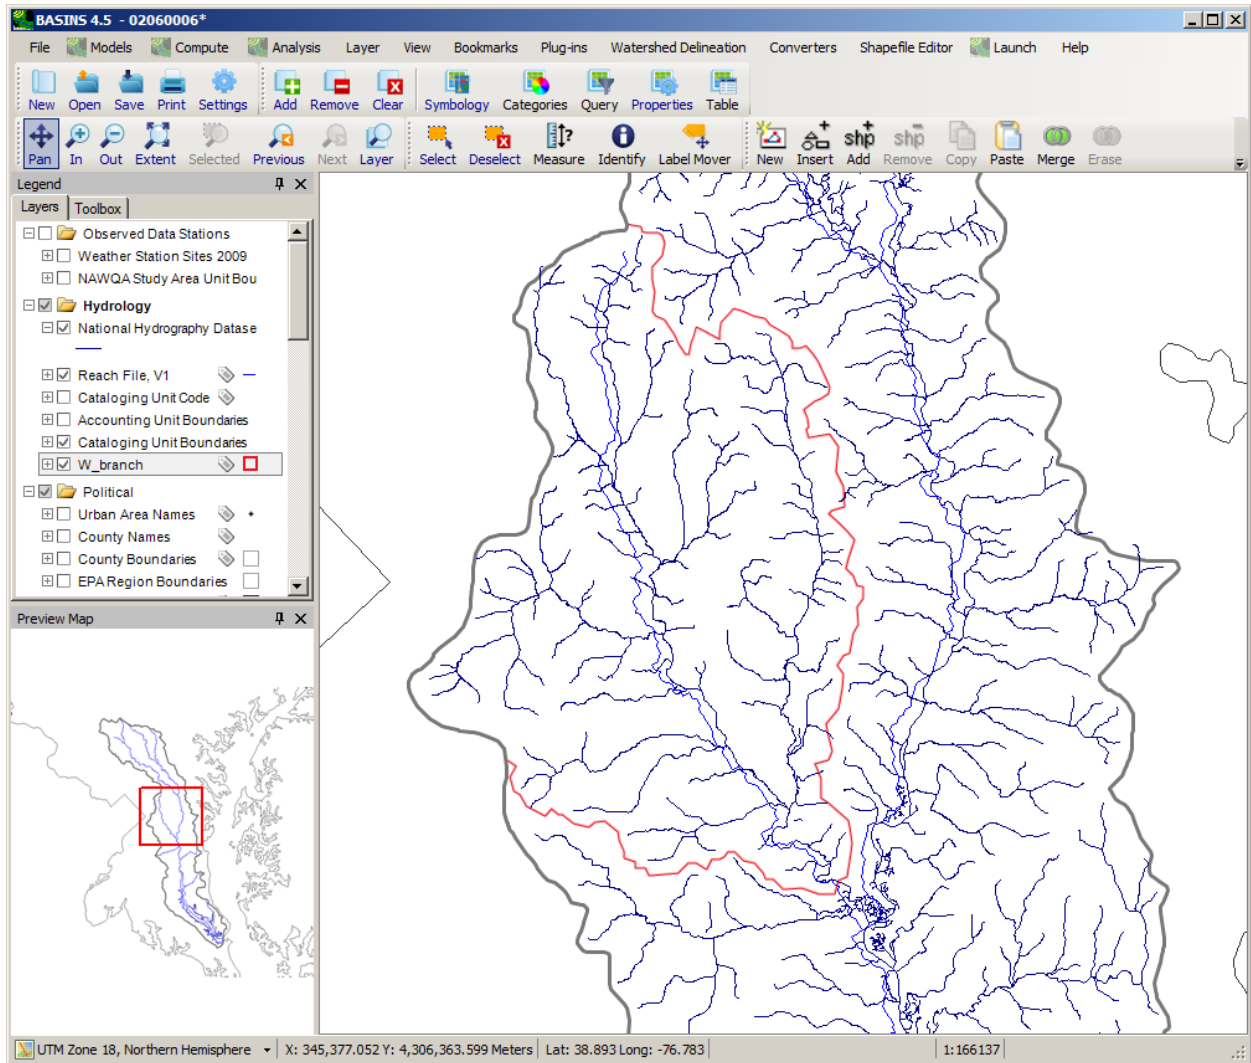 BASINS 4.5 - 02060006*
File Models Compute Analysis Layer View Bookmarks Plug-ins Watershed Delineation Converters Shapefile Editor Launch Help
New Open Save Print Settings Add Remove Clear Symbology Categories Query Properties Table
Pan In Out Extent Selected Previous Next Layer Select Deselect Measure Identify Label Mover New Insert shp Add shp Remove Copy Paste Merge Erase
Legend
Layers Toolbox
Observed Data Stations
Weather Station Sites 2009
NAWQA Study Area Unit Bou
Hydrology
National Hydrography Datase
Reach File, V1
Cataloging Unit Code
Accounting Unit Boundaries
Cataloging Unit Boundaries
W_branch
Political
Urban Area Names
County Names
County Boundaries
EPA Region Boundaries
Preview Map
UTM Zone 18, Northern Hemisphere X: 345,377.052 Y: 4,306,363.599 Meters Lat: 38.893 Long: -76.783 1:166137